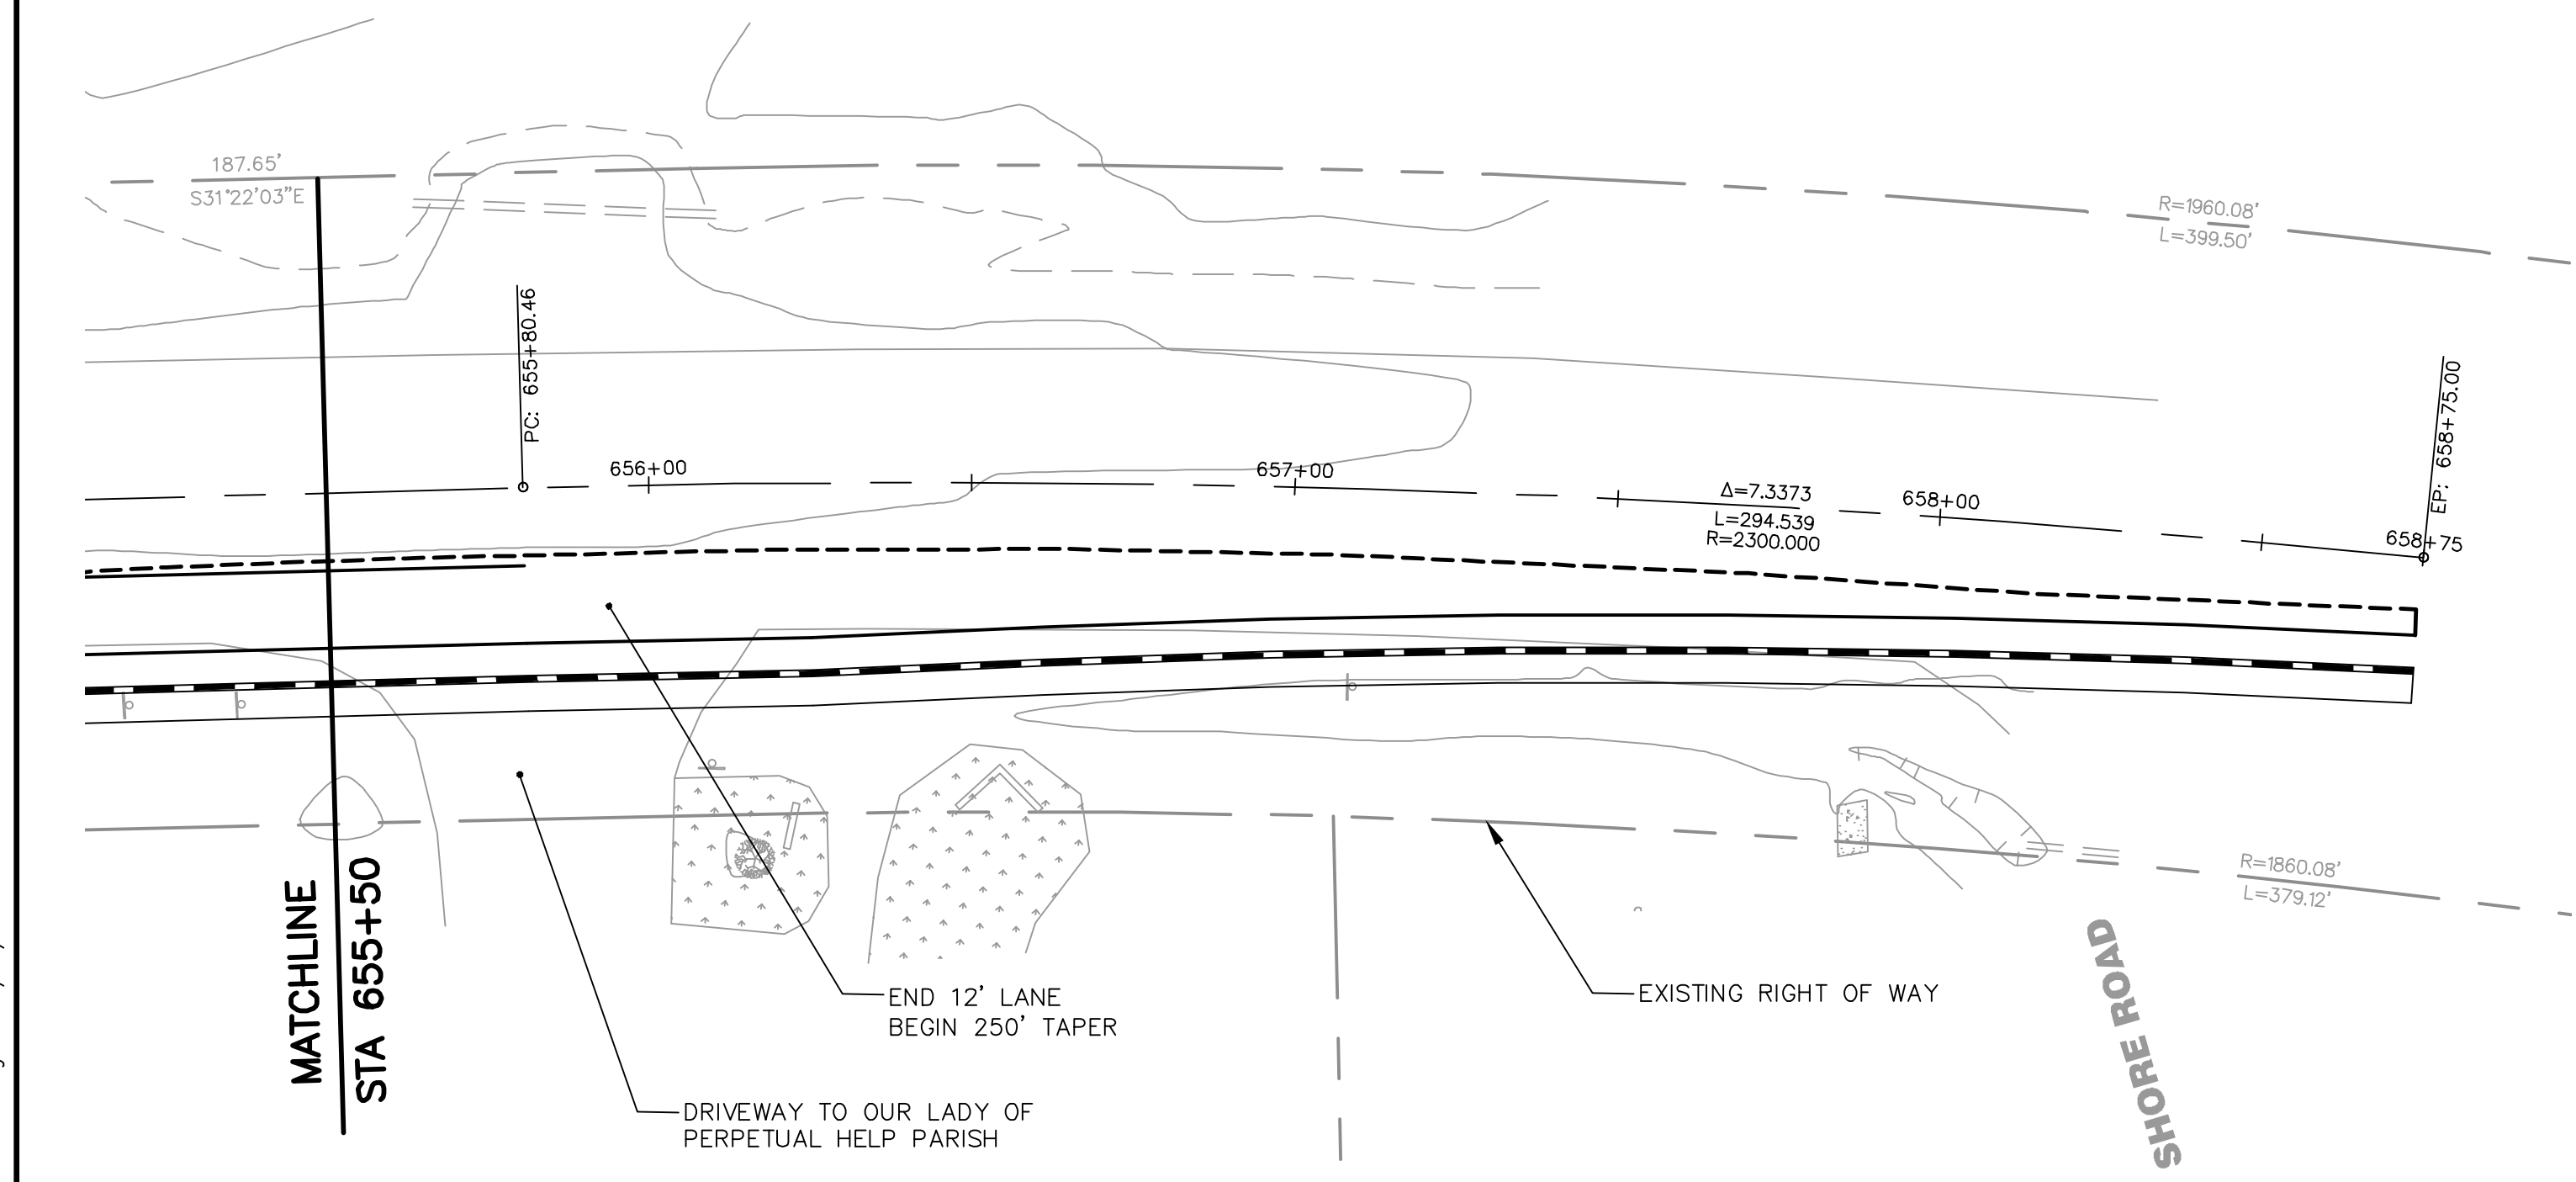 187.65'
S31°22'03"E
R=1960.08'
L=399.50'
PC: 655+80.46
EP: 658+75.00
656+00
657+00
Δ=7.3373
L=294.539
R=2300.000
658+00
658+75
R=1860.08'
L=379.12'
MATCHLINE
STA 655+50
END 12' LANE
BEGIN 250' TAPER
EXISTING RIGHT OF WAY
DRIVEWAY TO OUR LADY OF
PERPETUAL HELP PARISH
SHORE ROAD